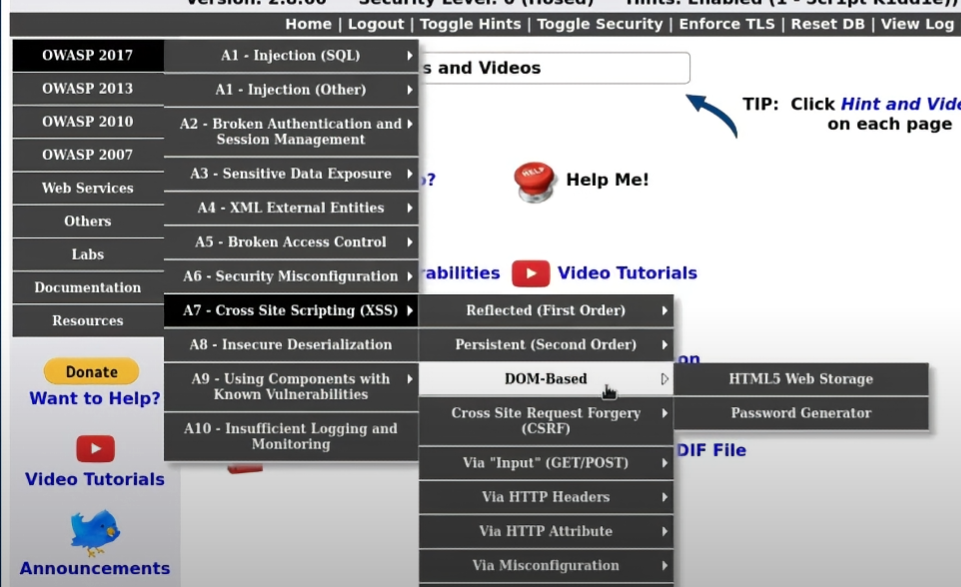 Version: 2.8.60 Security Level: 0 (Hosed) Hints: Enabled (1 - Scr1pt K1dd1e))
Home | Logout | Toggle Hints | Toggle Security | Enforce TLS | Reset DB | View Log
OWASP 2017
OWASP 2013
OWASP 2010
OWASP 2007
Web Services
Others
Labs
Documentation
Resources
Donate
Want to Help?
Video Tutorials
Announcements
A1 - Injection (SQL)
A1 - Injection (Other)
A2 - Broken Authentication and
Session Management
A3 - Sensitive Data Exposure
A4 - XML External Entities
A5 - Broken Access Control
A6 - Security Misconfiguration
A7 - Cross Site Scripting (XSS)
A8 - Insecure Deserialization
A9 - Using Components with
Known Vulnerabilities
A10 - Insufficient Logging and
Monitoring
Reflected (First Order)
Persistent (Second Order)
DOM-Based
Cross Site Request Forgery
(CSRF)
Via "Input" (GET/POST)
Via HTTP Headers
Via HTTP Attribute
Via Misconfiguration
HTML5 Web Storage
Password Generator
s and Videos
TIP: Click Hint and Vide
on each page
?
Help Me!
abilities
Video Tutorials
on
DIF File